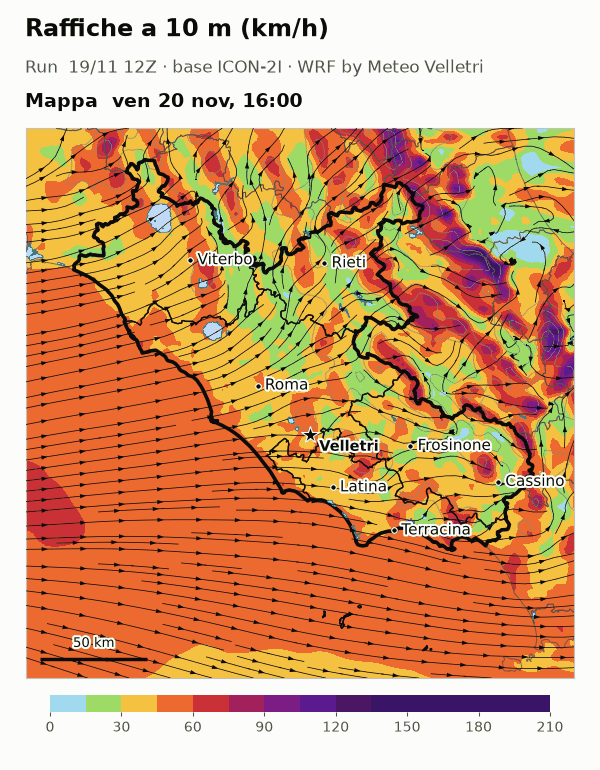 Raffiche a 10 m (km/h)
Run 19/11 12Z · base ICON-2I · WRF by Meteo Velletri
Mappa ven 20 nov, 16:00
Viterbo
Rieti
Roma
Velletri
Frosinone
Cassino
Latina
Terracina
50 km
0 30 60 90 120 150 180 210